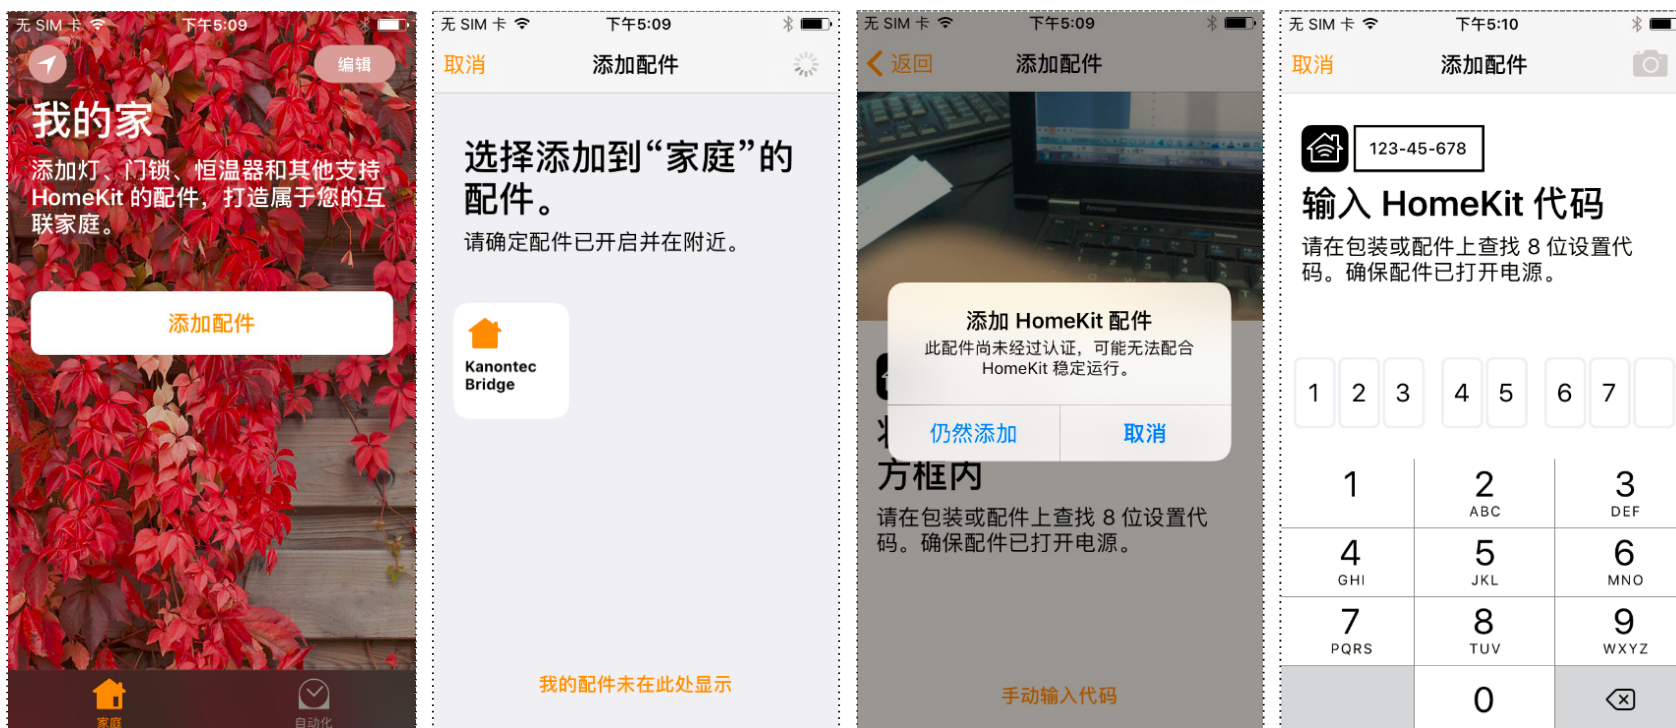 无 SIM 卡
下午5:09
编辑
我的家
添加灯、门锁、恒温器和其他支持
HomeKit 的配件，打造属于您的互
联家庭。
添加配件
家庭
自动化
无 SIM 卡
下午5:09
取消
添加配件
选择添加到“家庭”的
配件。
请确定配件已开启并在附近。
Kanontec
Bridge
我的配件未在此处显示
无 SIM 卡
下午5:09
返回
添加配件
添加 HomeKit 配件
此配件尚未经过认证，可能无法配合
HomeKit 稳定运行。
仍然添加
取消
方框内
请在包装或配件上查找 8 位设置代
码。确保配件已打开电源。
手动输入代码
无 SIM 卡
下午5:10
取消
添加配件
123-45-678
输入 HomeKit 代码
请在包装或配件上查找 8 位设置代
码。确保配件已打开电源。
1 2 3 4 5 6 7
1 2 3
ABC DEF
4 5 6
GHI JKL MNO
7 8 9
PQRS TUV WXYZ
0